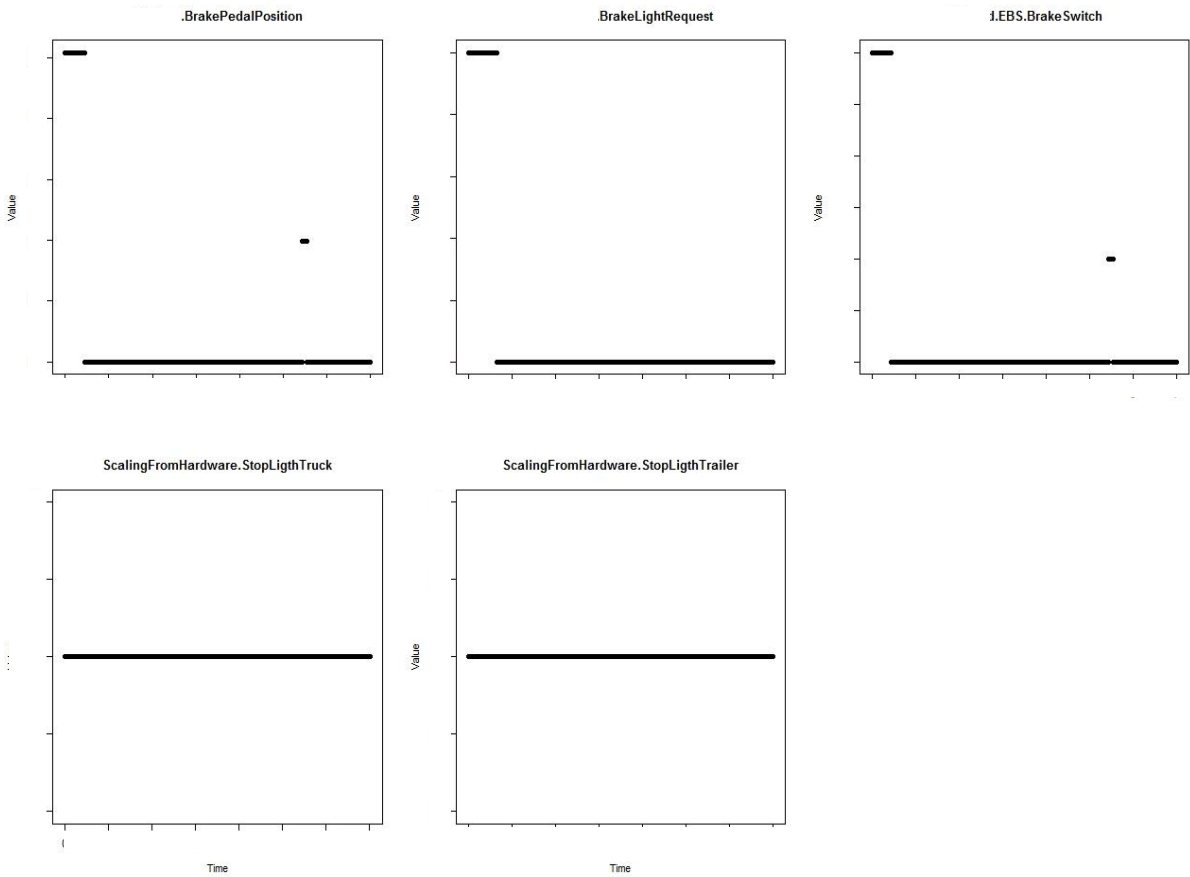 .BrakePedalPosition
.BrakeLightRequest
.EBS.BrakeSwitch
Value
Value
Value
ScalingFromHardware.StopLigthTruck
ScalingFromHardware.StopLigthTrailer
Value
Time
Time